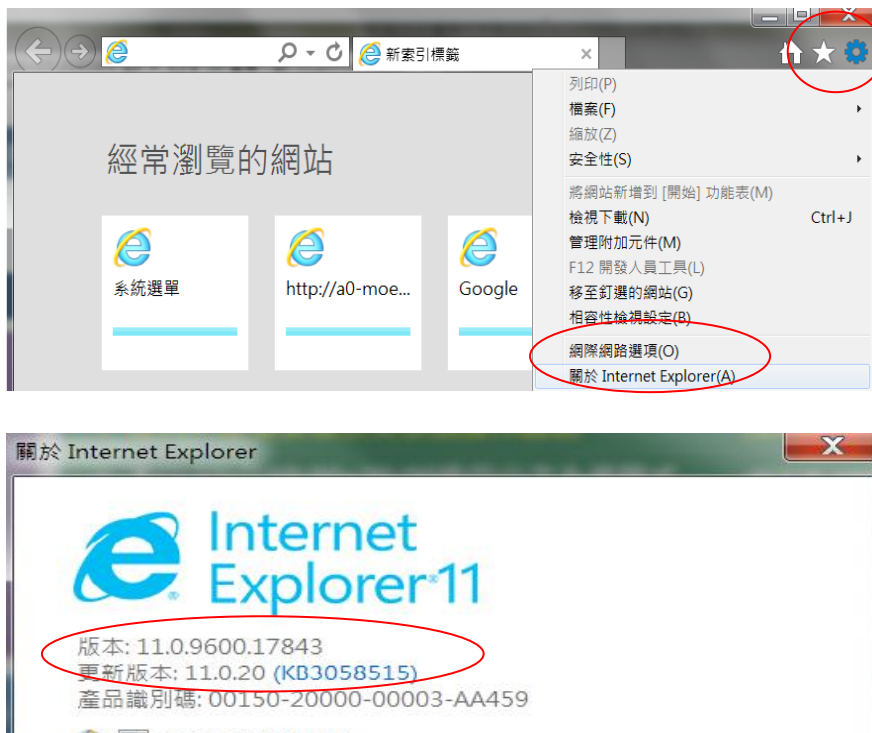 新索引標籤
列印(P)
檔案(F)
縮放(Z)
安全性(S)
將網站新增到 [開始] 功能表(M)
檢視下載(N) Ctrl+J
管理附加元件(M)
F12 開發人員工具(L)
移至釘選的網站(G)
相容性檢視設定(B)
網際網路選項(O)
關於 Internet Explorer(A)
經常瀏覽的網站
系統選單
http://a0-moe...
Google
關於 Internet Explorer
Internet
Explorer®11
版本: 11.0.9600.17843
更新版本: 11.0.20 (KB3058515)
產品識別碼: 00150-20000-00003-AA459